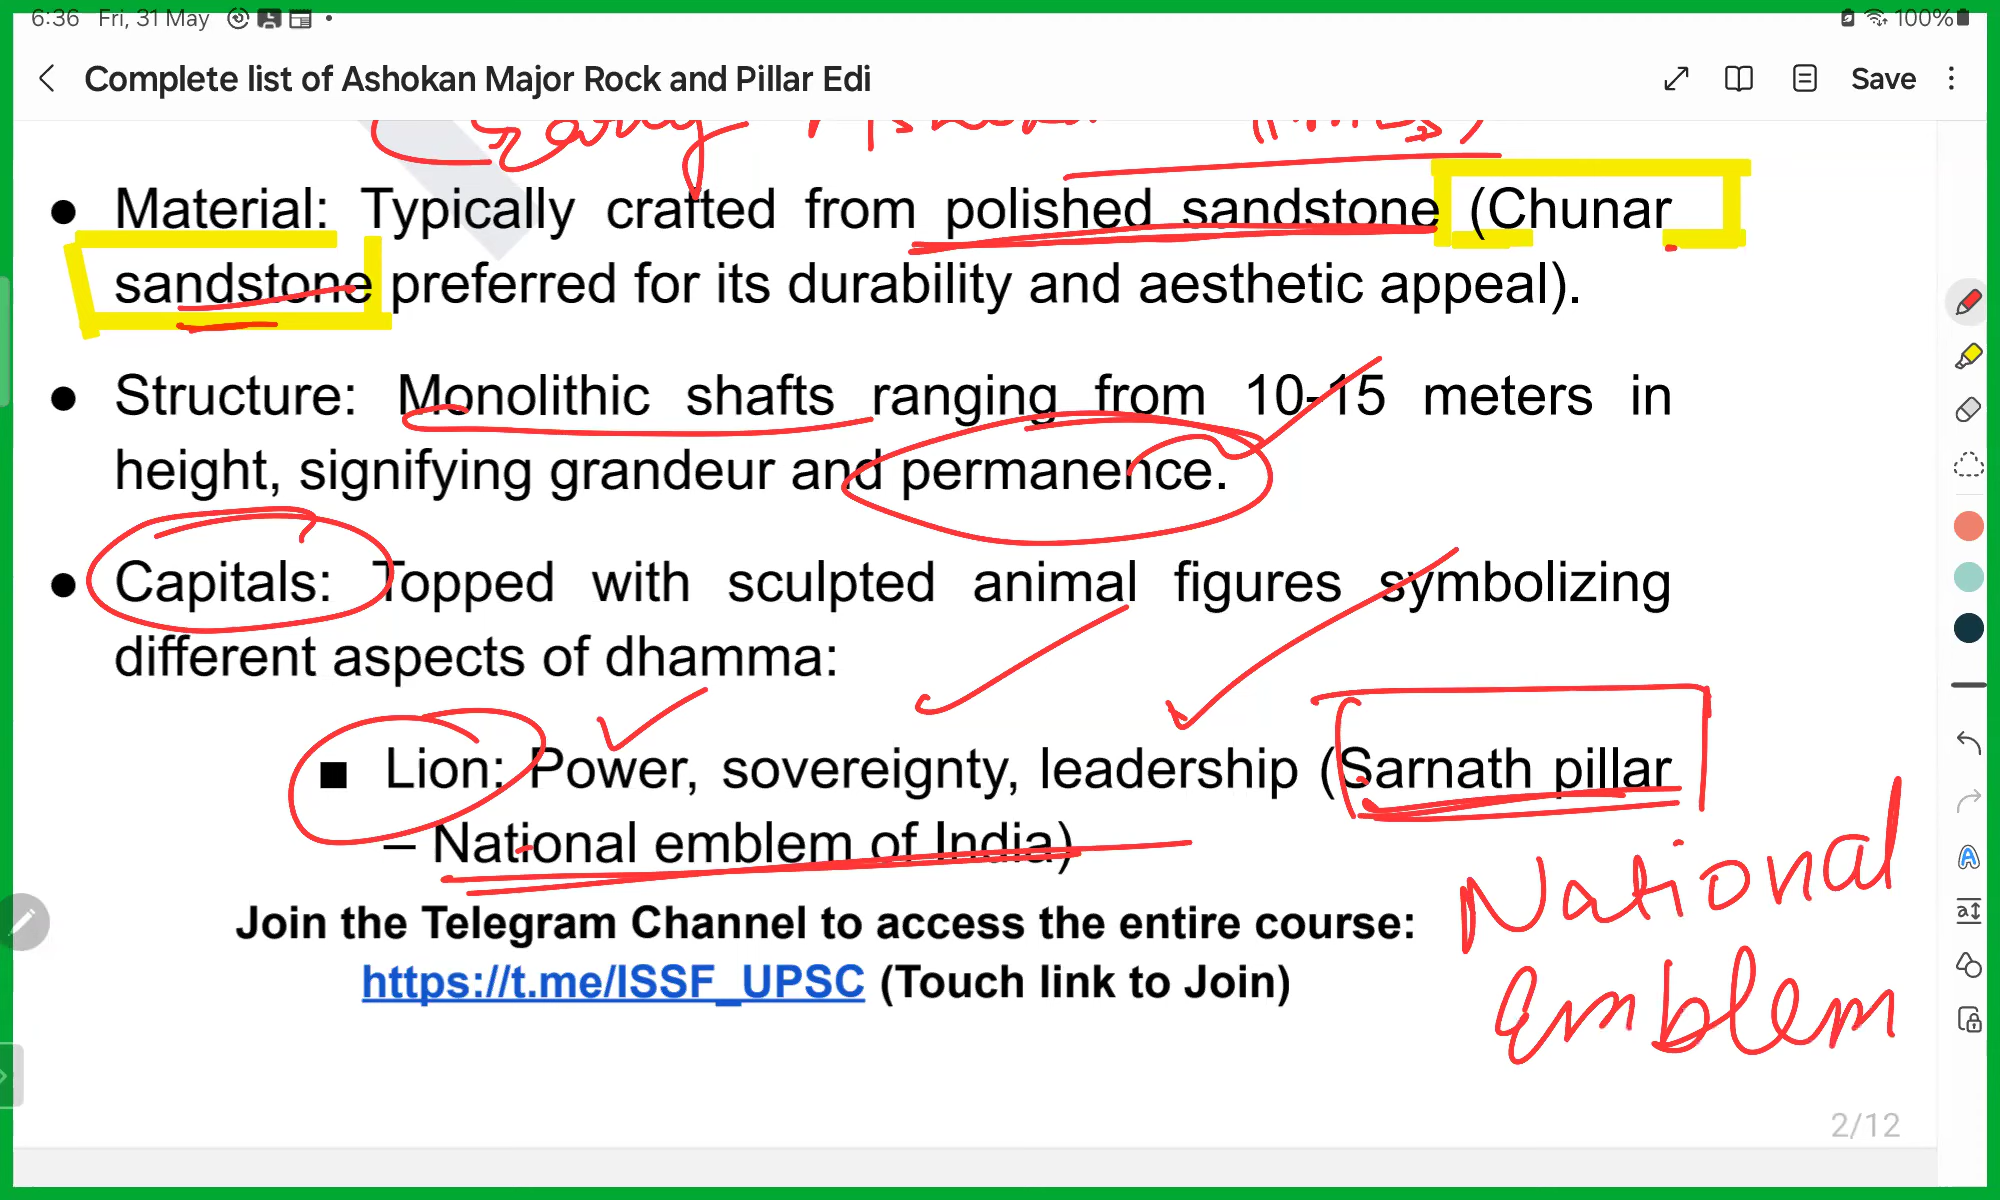 6:36 Fri, 31 May
100%
Complete list of Ashokan Major Rock and Pillar Edi
Save
● Material: Typically crafted from polished sandstone (Chunar
sandstone preferred for its durability and aesthetic appeal).
● Structure: Monolithic shafts ranging from 10-15 meters in
height, signifying grandeur and permanence.
● Capitals: Topped with sculpted animal figures symbolizing
different aspects of dhamma:
■ Lion: Power, sovereignty, leadership (Sarnath pillar
– National emblem of India)
National
Emblem
Join the Telegram Channel to access the entire course:
https://t.me/ISSF_UPSC (Touch link to Join)
2/12